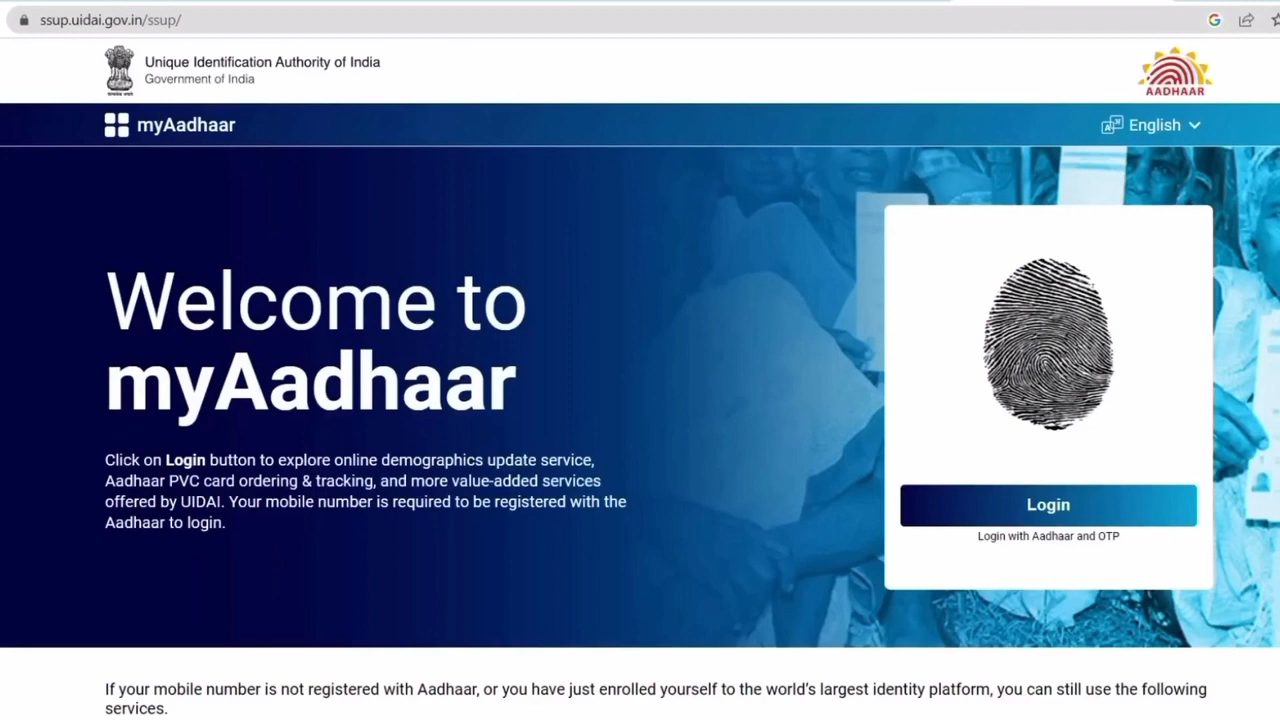 ssup.uidai.gov.in/ssup/
Unique Identification Authority of India
Government of India
AADHAAR
myAadhaar
English
Welcome to
myAadhaar
Click on Login button to explore online demographics update service,
Aadhaar PVC card ordering & tracking, and more value-added services
offered by UIDAI. Your mobile number is required to be registered with the
Aadhaar to login.
Login
Login with Aadhaar and OTP
If your mobile number is not registered with Aadhaar, or you have just enrolled yourself to the world's largest identity platform, you can still use the following
services.